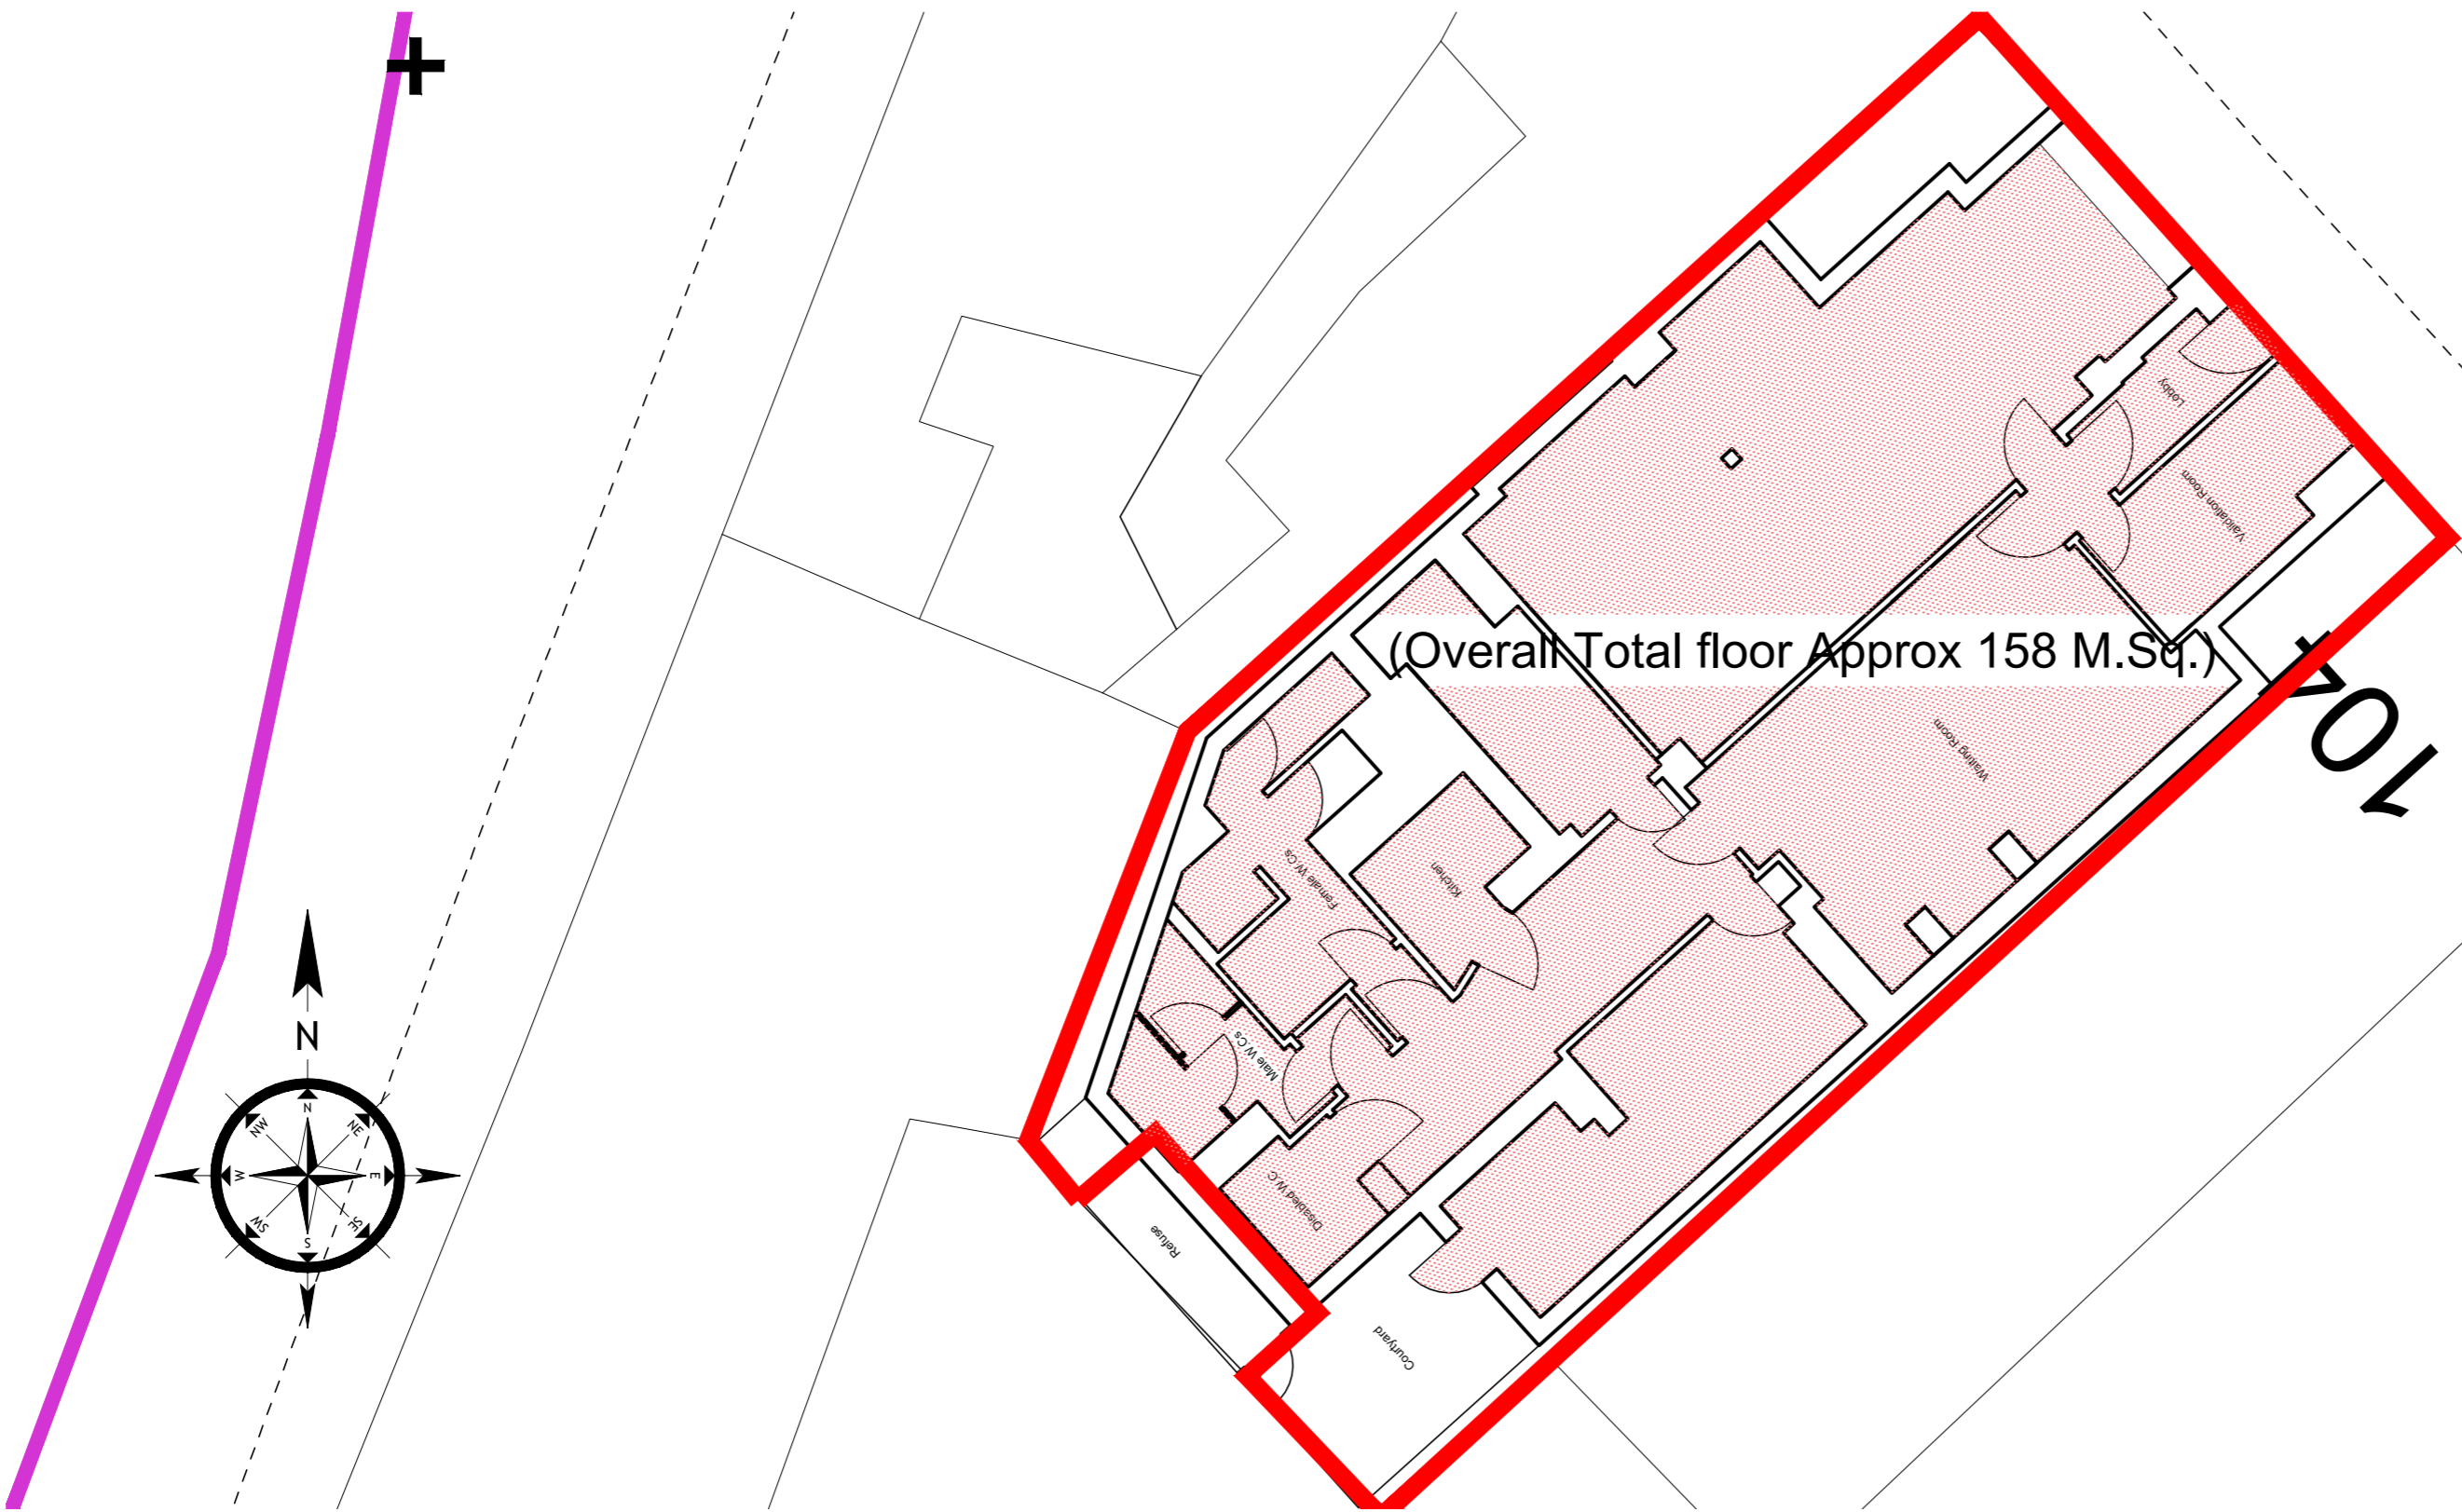 Lobby
Vaildation Room
(Overall Total floor Approx 158 M.Sq.)
104
Waiting Room
Kitchen
Female W.Cs
Male W.Cs
Disabled W.C
Refuse
Courtyard
N
N
NE
E
SE
S
SW
W
NW